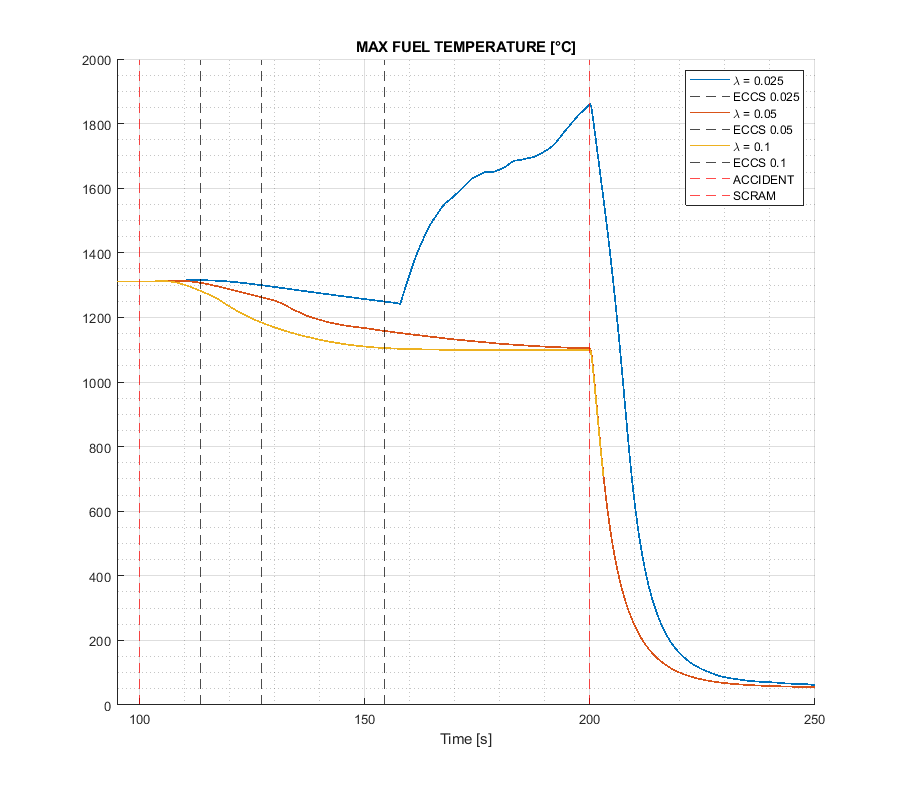 MAX FUEL TEMPERATURE [°C]
2000
1800
1600
1400
1200
1000
800
600
400
200
0
λ = 0.025
ECCS 0.025
λ = 0.05
ECCS 0.05
λ = 0.1
ECCS 0.1
ACCIDENT
SCRAM
100
150
200
250
Time [s]